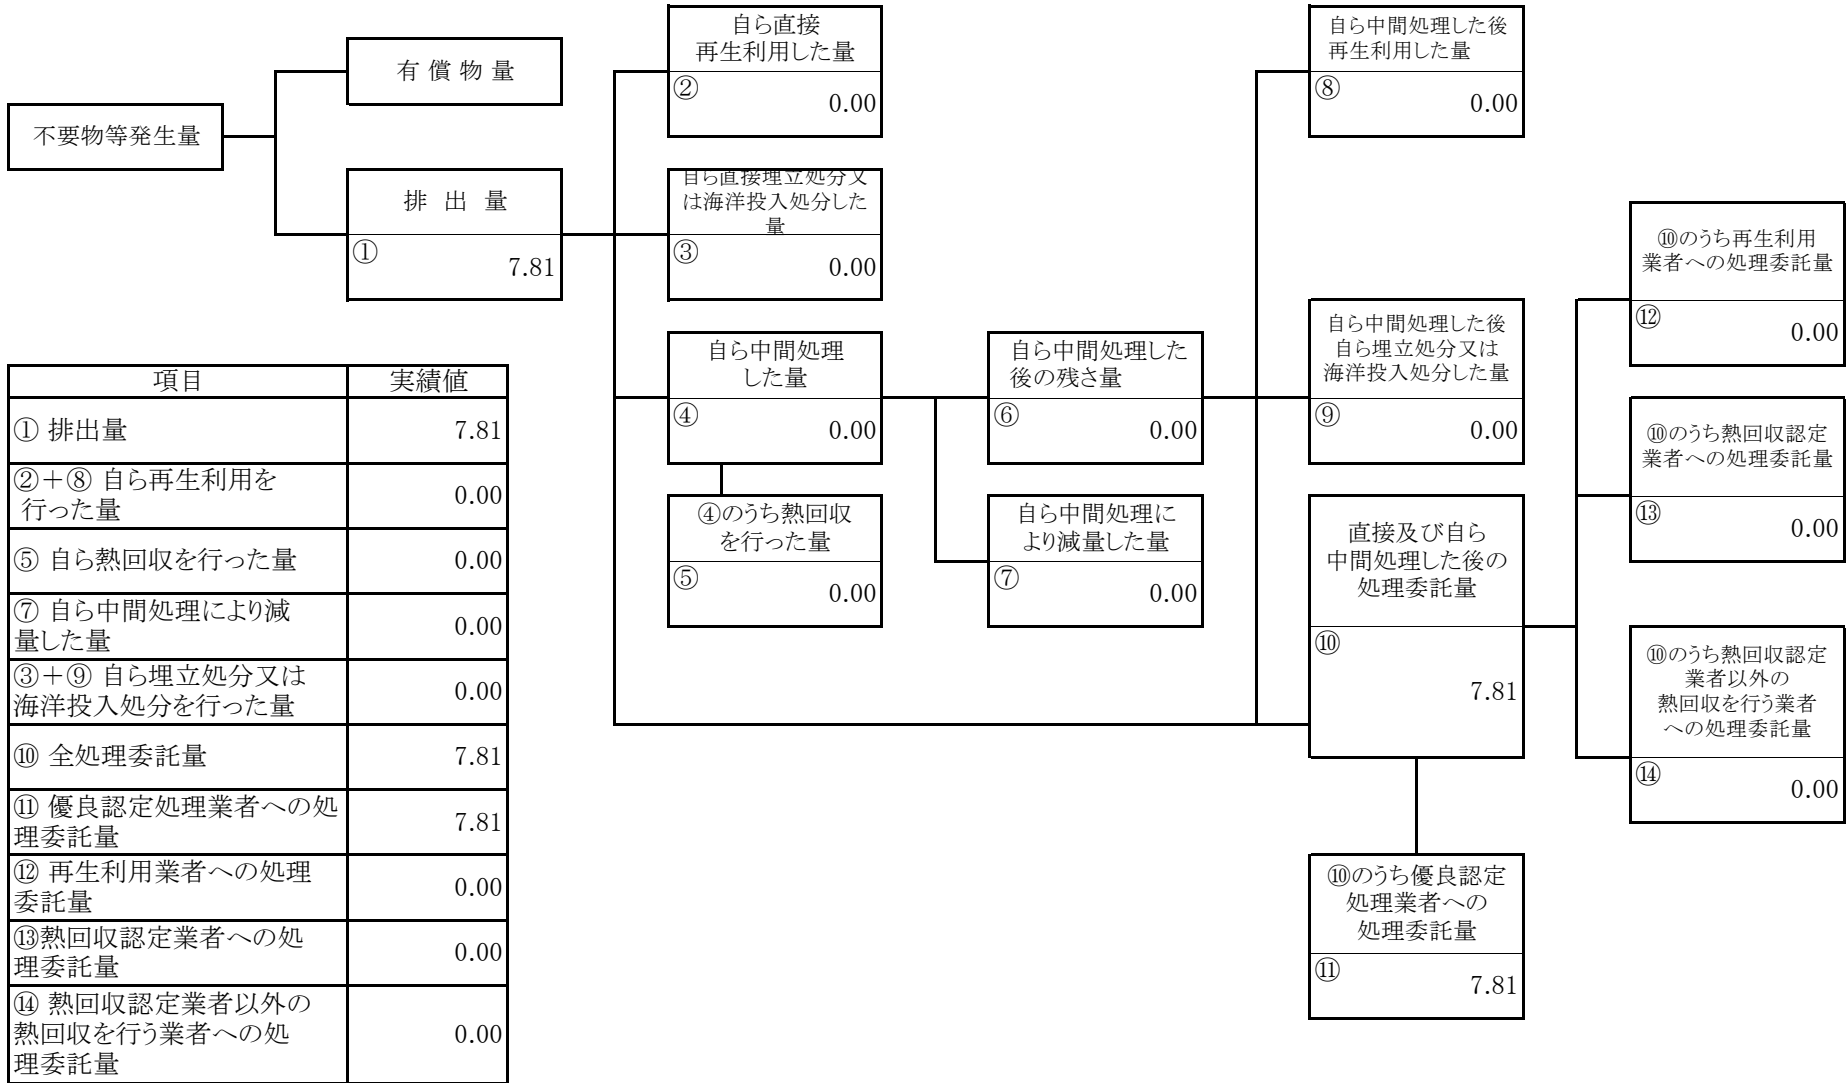 不要物等発生量
有 償 物 量
排 出 量
①
7.81
自ら直接
再生利用した量
②
0.00
自ら直接埋立処分又
は海洋投入処分した
量
③
0.00
自ら中間処理
した量
④
0.00
④のうち熱回収
を行った量
⑤
0.00
自ら中間処理した
後の残さ量
⑥
0.00
自ら中間処理に
より減量した量
⑦
0.00
自ら中間処理した後
再生利用した量
⑧
0.00
自ら中間処理した後
自ら埋立処分又は
海洋投入処分した量
⑨
0.00
直接及び自ら
中間処理した後の
処理委託量
⑩
7.81
⑩のうち優良認定
処理業者への
処理委託量
⑪
7.81
⑩のうち再生利用
業者への処理委託量
⑫
0.00
⑩のうち熱回収認定
業者への処理委託量
⑬
0.00
⑩のうち熱回収認定
業者以外の
熱回収を行う業者
への処理委託量
⑭
0.00
項目 実績値
① 排出量 7.81
②＋⑧ 自ら再生利用を
行った量 0.00
⑤ 自ら熱回収を行った量 0.00
⑦ 自ら中間処理により減
量した量 0.00
③＋⑨ 自ら埋立処分又は
海洋投入処分を行った量 0.00
⑩ 全処理委託量 7.81
⑪ 優良認定処理業者への処
理委託量 7.81
⑫ 再生利用業者への処理
委託量 0.00
⑬熱回収認定業者への処
理委託量 0.00
⑭ 熱回収認定業者以外の
熱回収を行う業者への処
理委託量 0.00